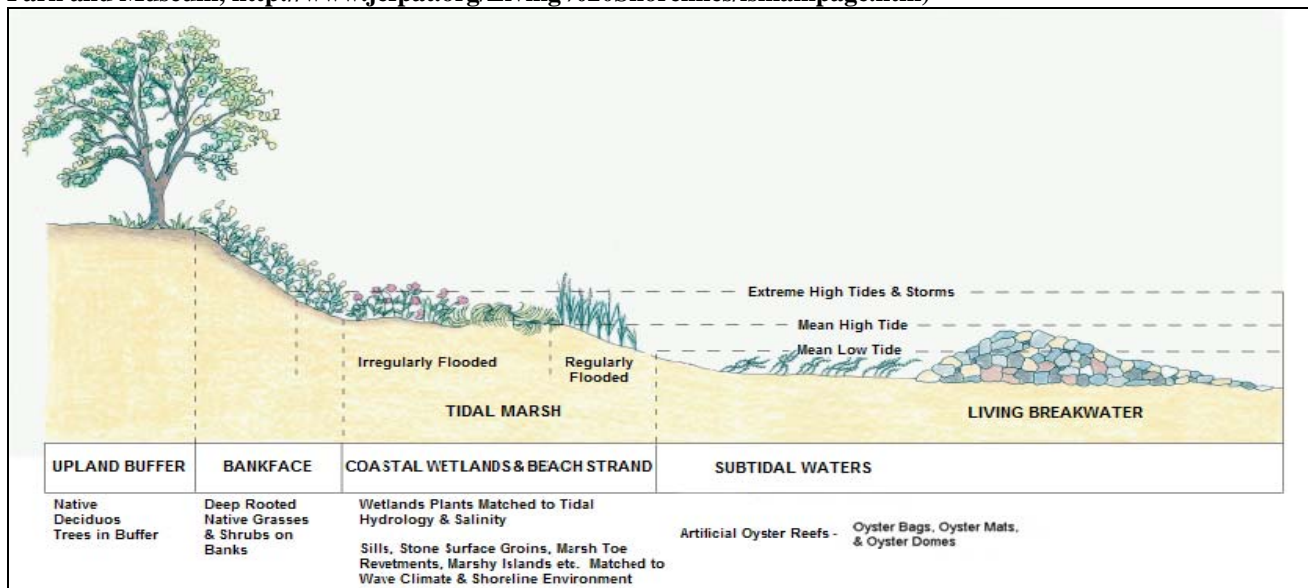 Extreme High Tides & Storms
Mean High Tide
Mean Low Tide
Irregularly Flooded
Regularly
Flooded
TIDAL MARSH
LIVING BREAKWATER
UPLAND BUFFER
BANKFACE
COASTAL WETLANDS & BEACH STRAND
SUBTIDAL WATERS
Native
Deciduos
Trees in Buffer
Deep Rooted
Native Grasses
& Shrubs on
Banks
Wetlands Plants Matched to Tidal
Hydrology & Salinity
Sills, Stone Surface Groins, Marsh Toe
Revetments, Marshy Islands etc. Matched to
Wave Climate & Shoreline Environment
Artificial Oyster Reefs -
Oyster Bags, Oyster Mats,
& Oyster Domes